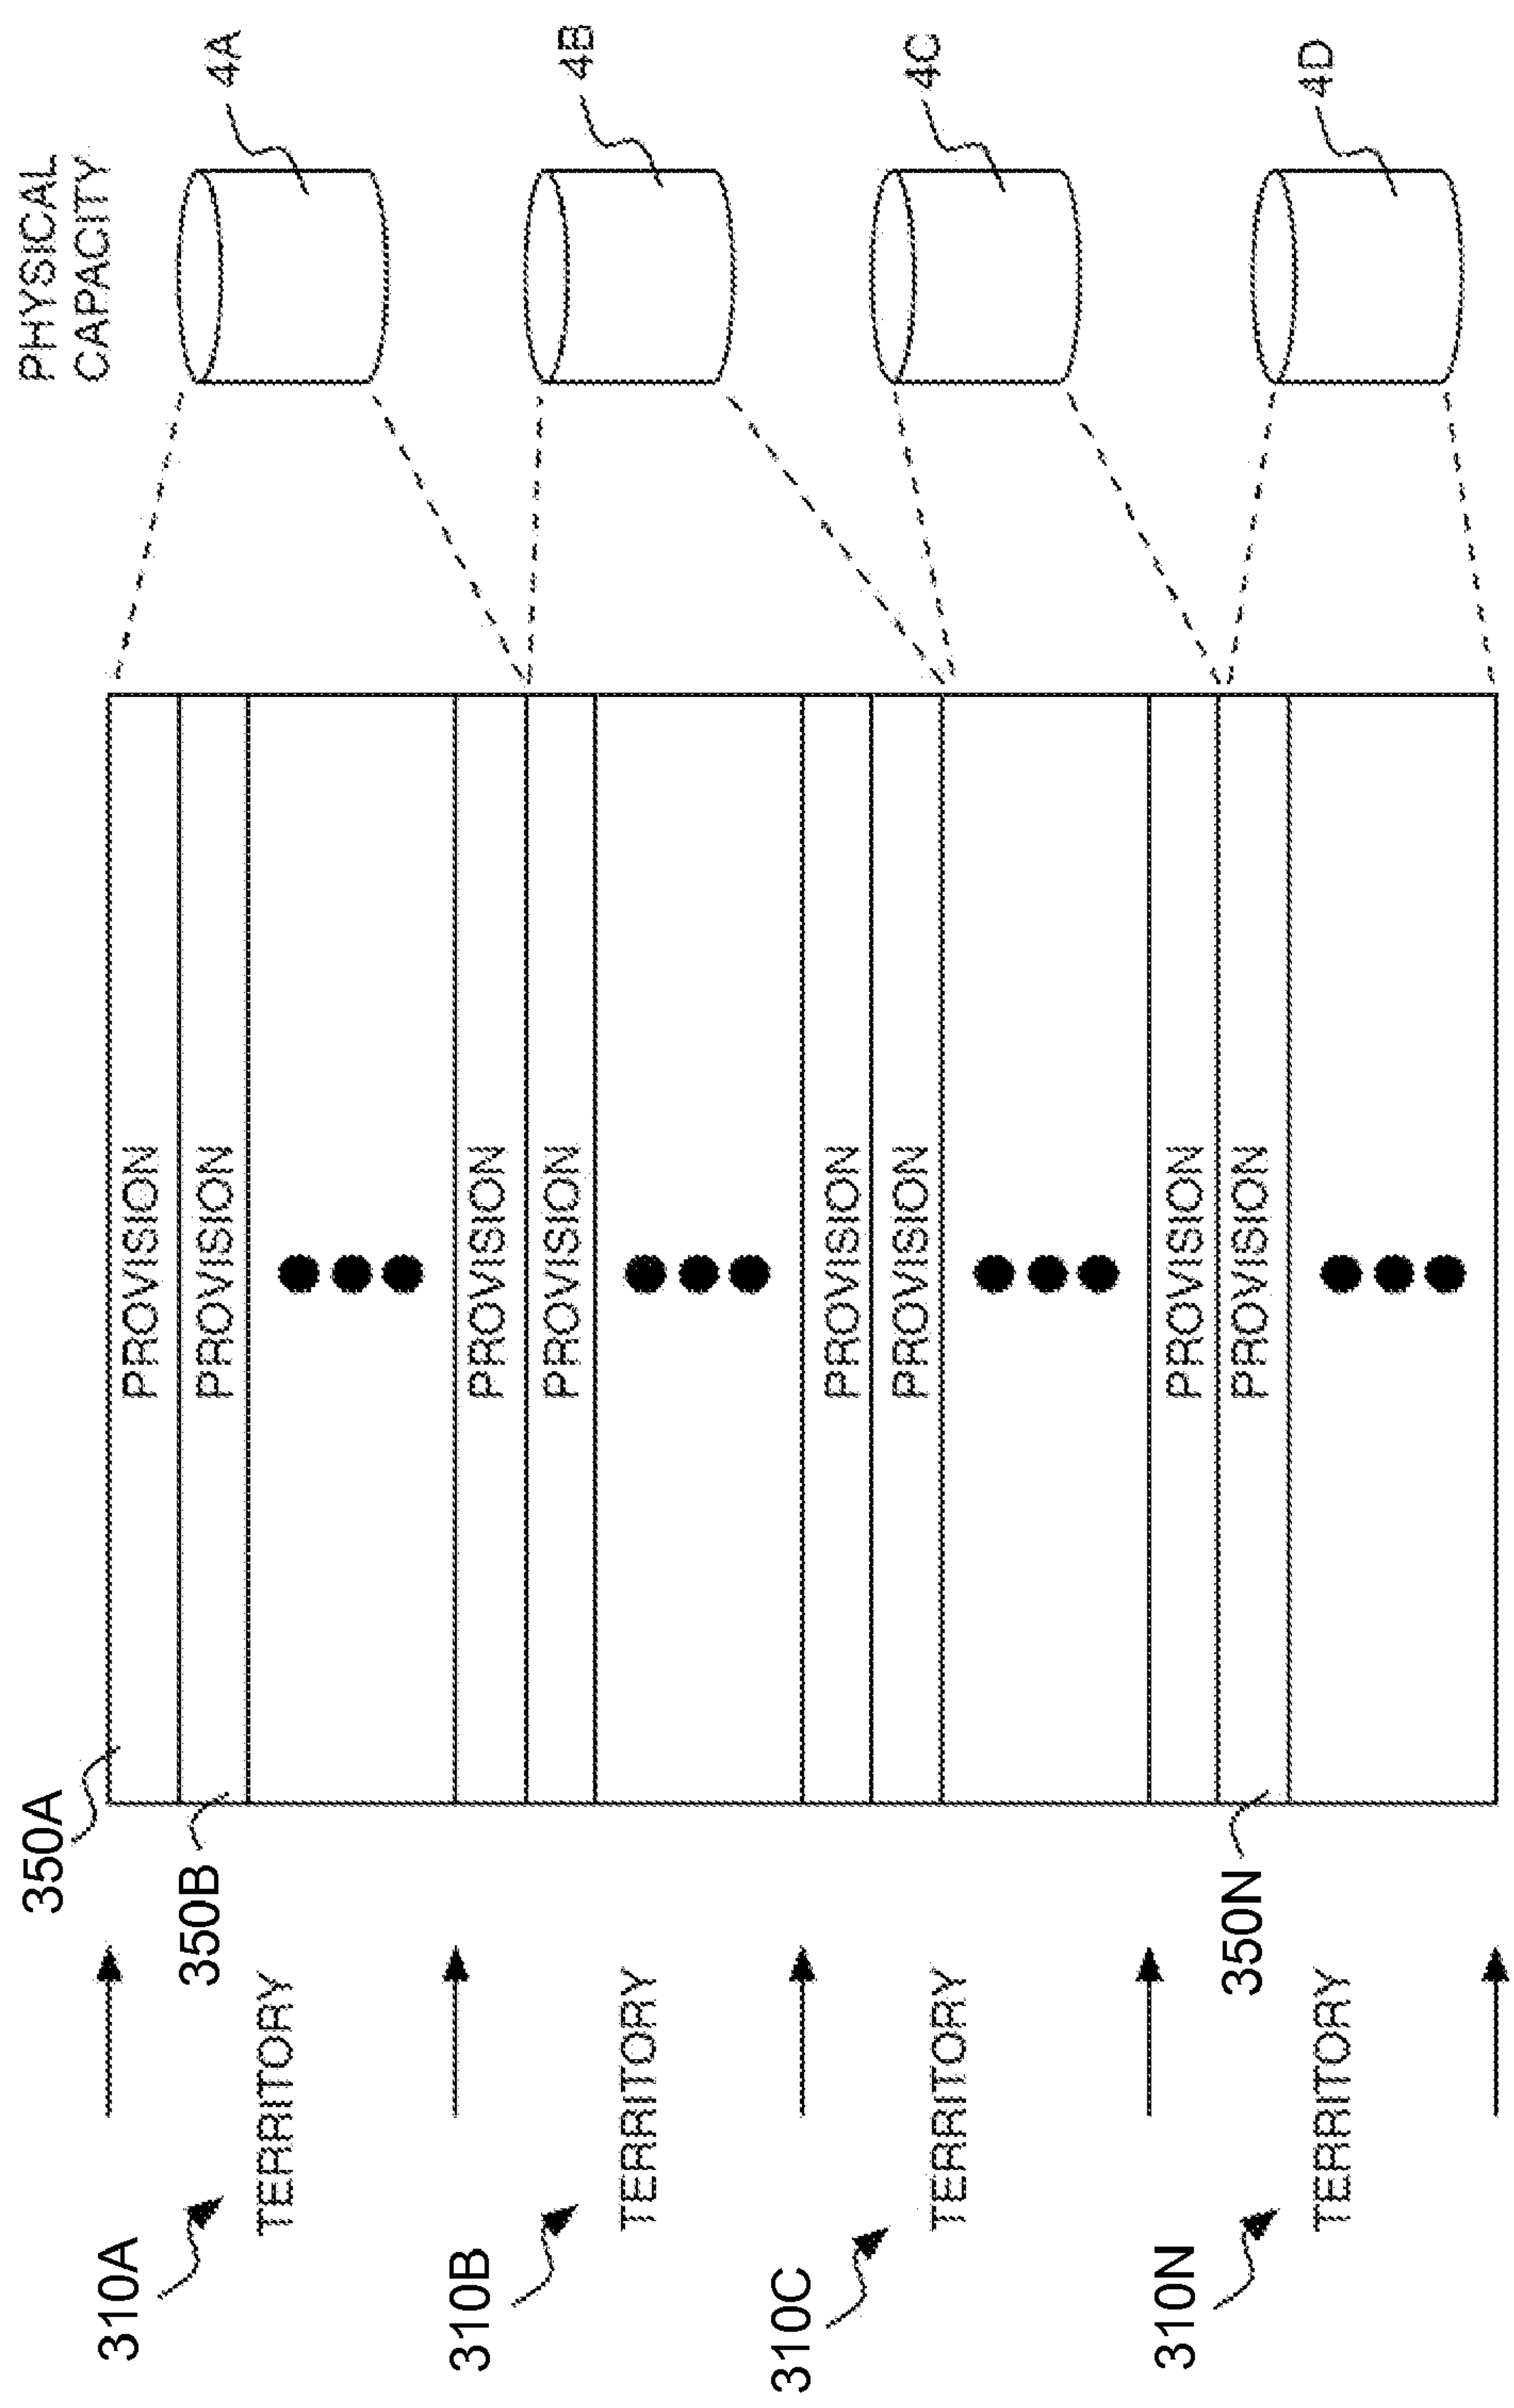 PHYSICAL
CAPACITY
350A
310A
TERRITORY
350B
PROVISION
PROVISION
4A
310B
TERRITORY
PROVISION
PROVISION
4B
310C
TERRITORY
PROVISION
PROVISION
4C
310N
TERRITORY
350N
PROVISION
PROVISION
4D